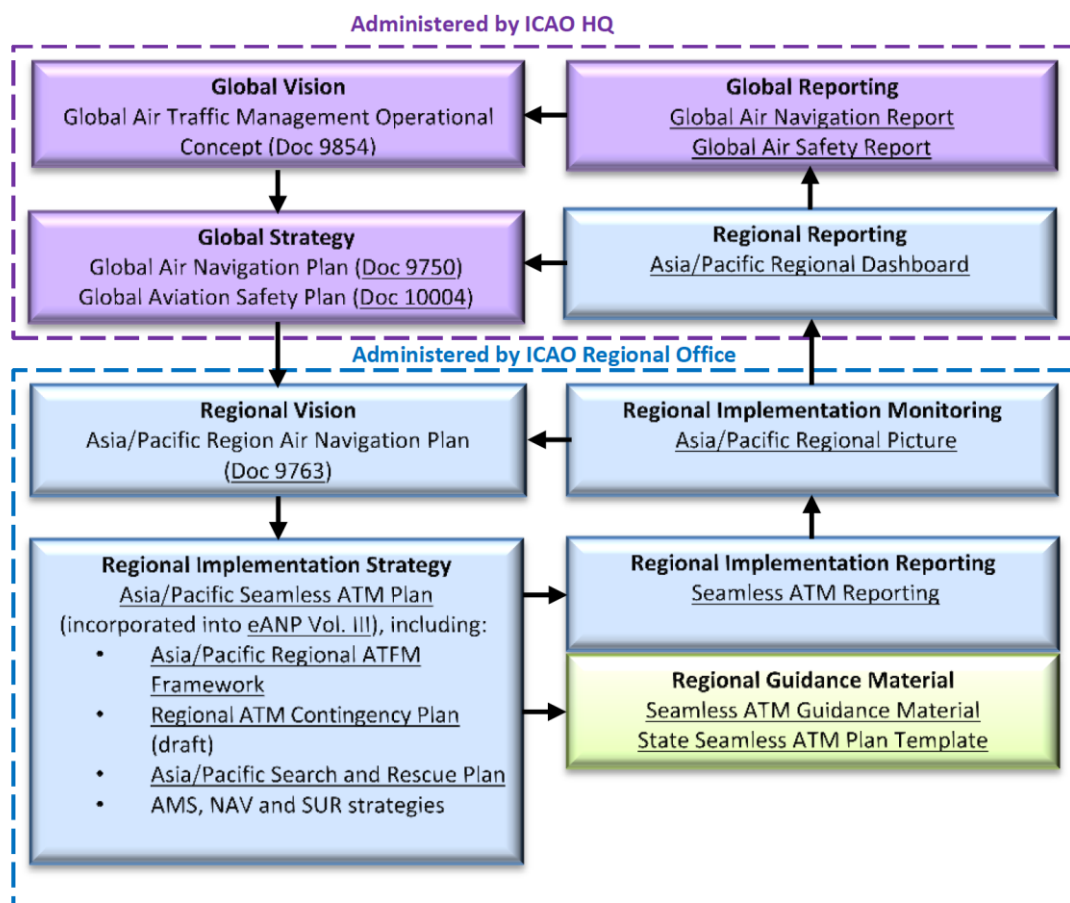 Administered by ICAO HQ
Global Vision
Global Air Traffic Management Operational
Concept (Doc 9854)
Global Reporting
Global Air Navigation Report
Global Air Safety Report
Global Strategy
Global Air Navigation Plan (Doc 9750)
Global Aviation Safety Plan (Doc 10004)
Regional Reporting
Asia/Pacific Regional Dashboard
Administered by ICAO Regional Office
Regional Vision
Asia/Pacific Region Air Navigation Plan
(Doc 9763)
Regional Implementation Monitoring
Asia/Pacific Regional Picture
Regional Implementation Strategy
Asia/Pacific Seamless ATM Plan
(incorporated into eANP Vol. III), including:
• Asia/Pacific Regional ATFM
Framework
• Regional ATM Contingency Plan
(draft)
• Asia/Pacific Search and Rescue Plan
• AMS, NAV and SUR strategies
Regional Implementation Reporting
Seamless ATM Reporting
Regional Guidance Material
Seamless ATM Guidance Material
State Seamless ATM Plan Template